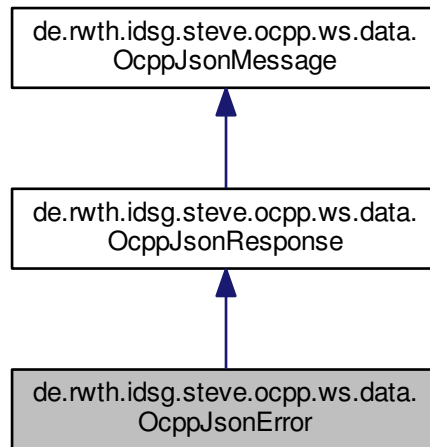 de.rwth.idsg.steve.ocpp.ws.data.
OcppJsonMessage
de.rwth.idsg.steve.ocpp.ws.data.
OcppJsonResponse
de.rwth.idsg.steve.ocpp.ws.data.
OcppJsonError